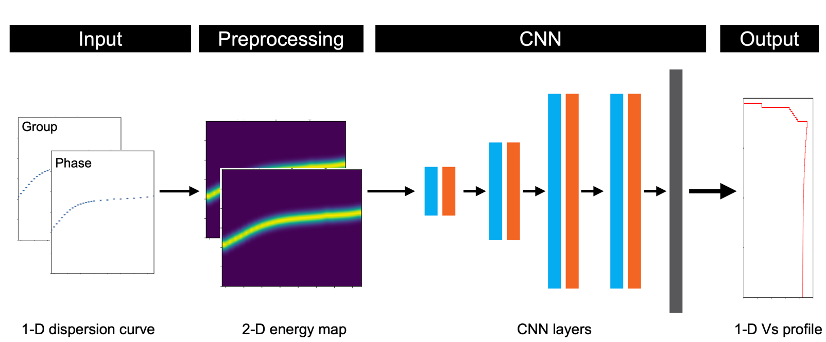 Input
Preprocessing
CNN
Output
Group
Phase
1-D dispersion curve
2-D energy map
CNN layers
1-D Vs profile